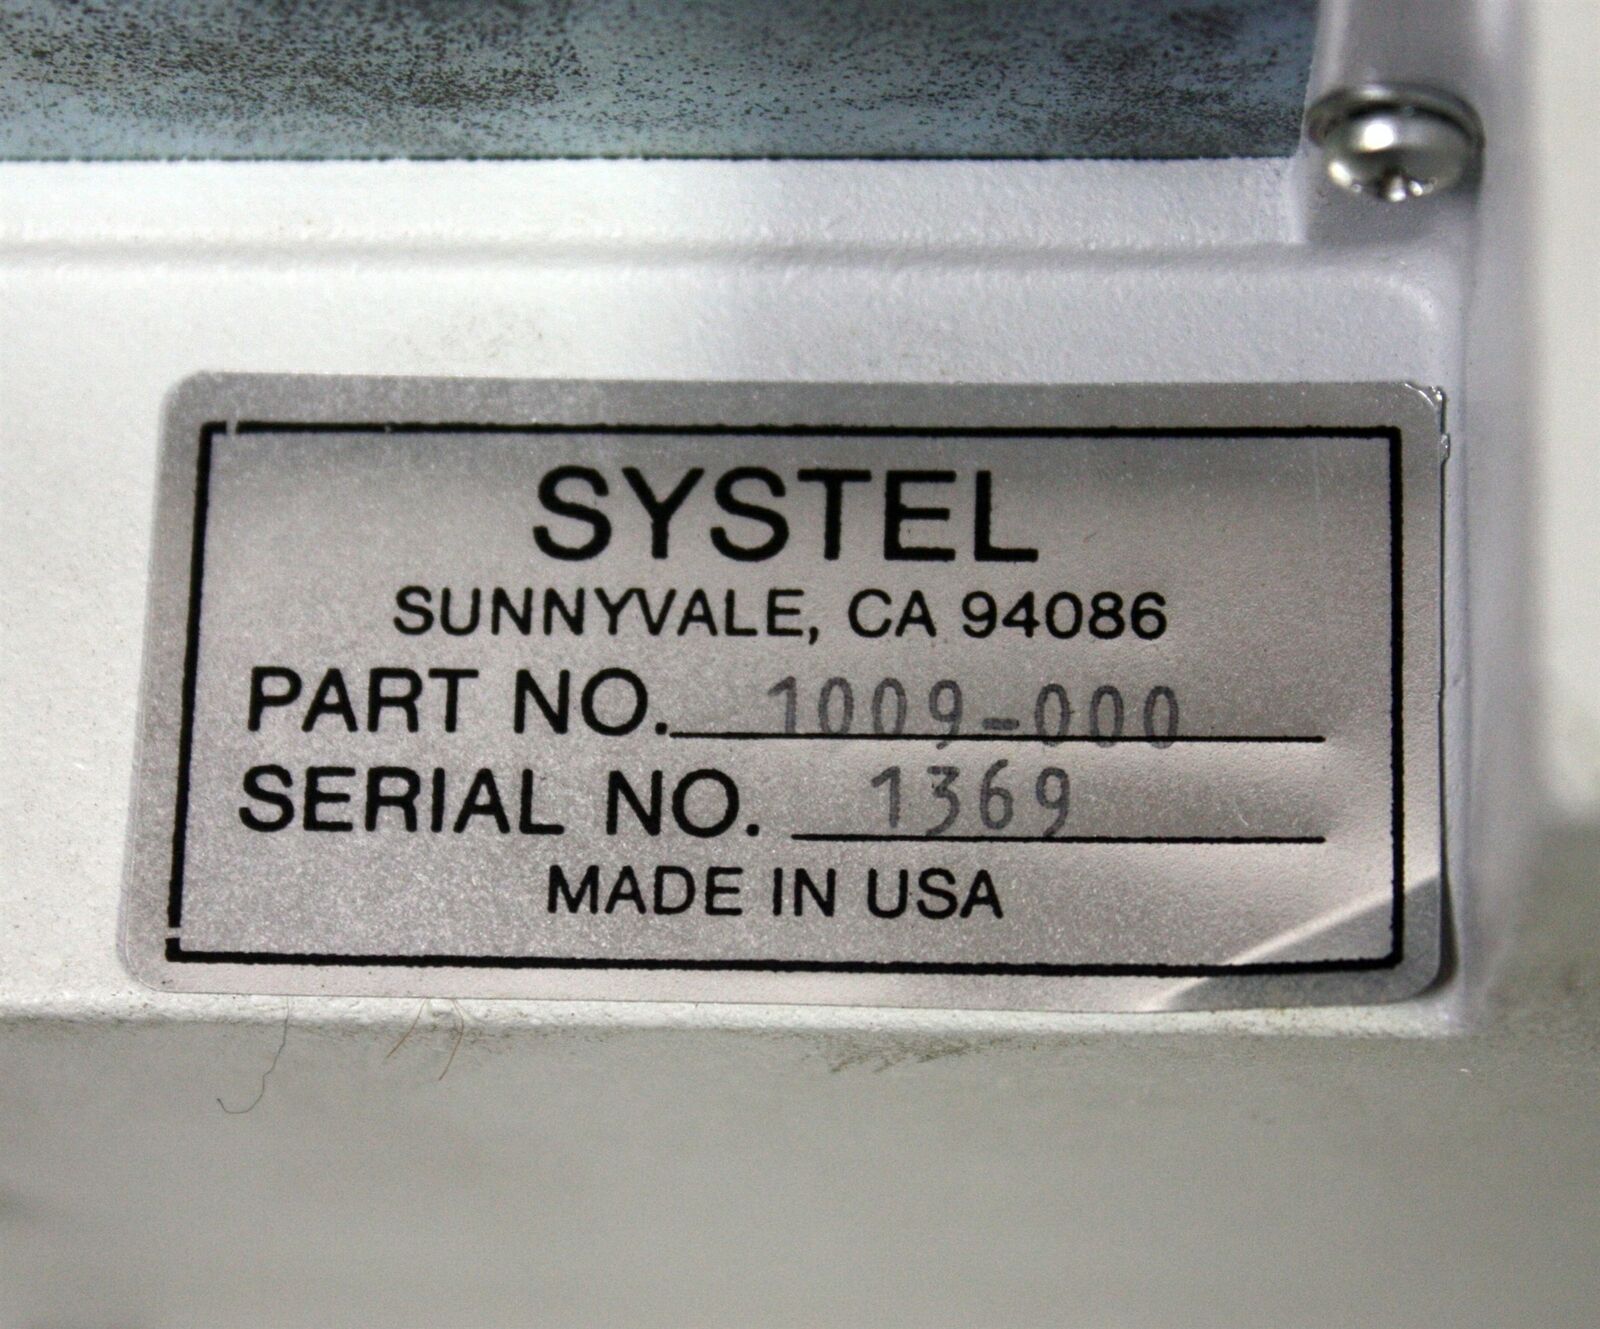 SYSTEL
SUNNYVALE, CA 94086
PART NO. 1009-000
SERIAL NO. 1369
MADE IN USA